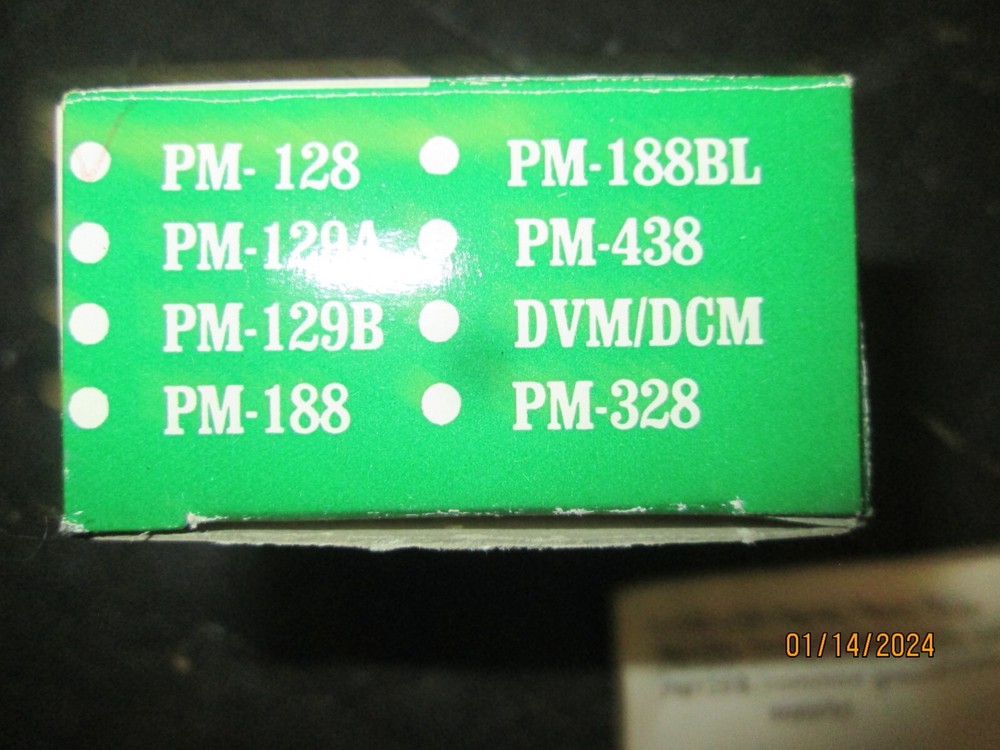 PM- 128
PM-129A
PM-129B
PM-188
PM-188BL
PM-438
DVM/DCM
PM-328
supply)
01/14/2024